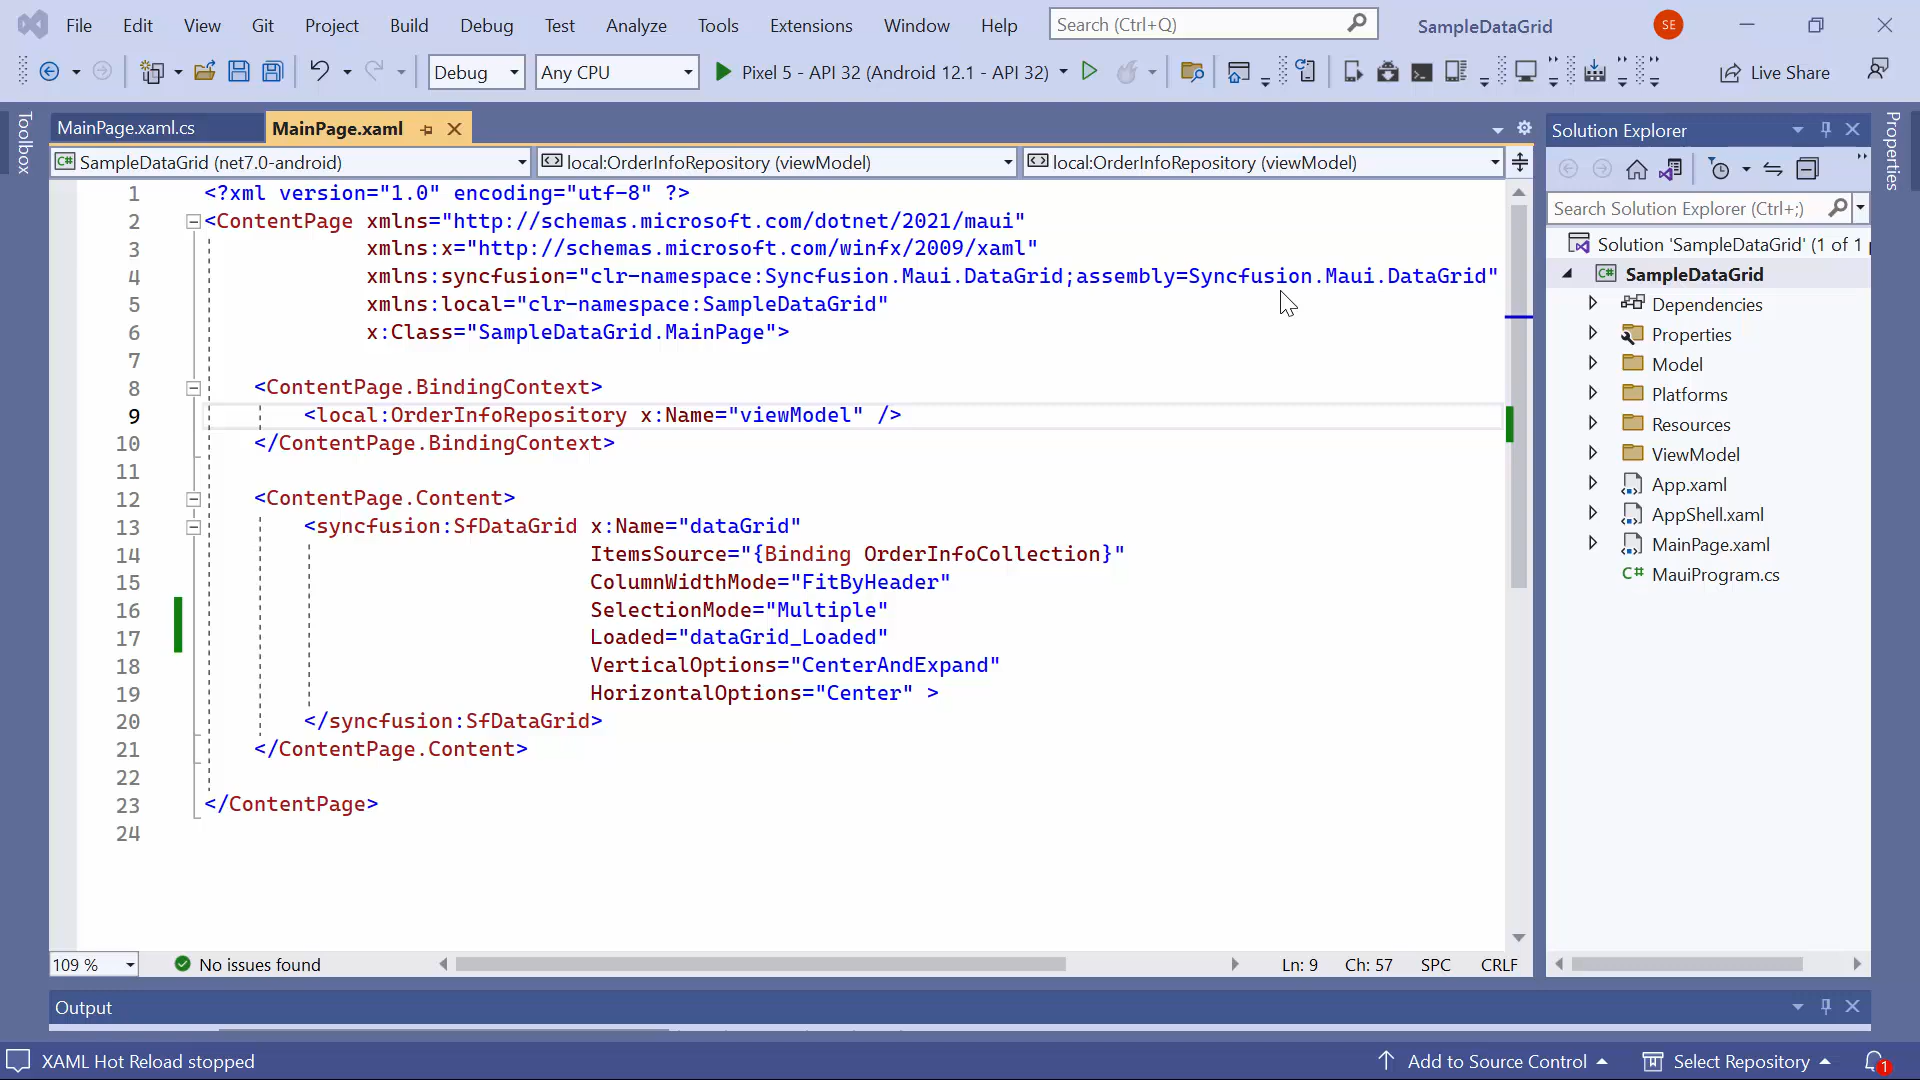 File Edit View Git Project Build Debug Test Analyze Tools Extensions Window Help Search (Ctrl+Q) SampleDataGrid SE
Debug Any CPU Pixel 5 - API 32 (Android 12.1 - API 32) Live Share
Toolbox
MainPage.xaml.cs MainPage.xaml
SampleDataGrid (net7.0-android) local:OrderInfoRepository (viewModel) local:OrderInfoRepository (viewModel)
1 <?xml version="1.0" encoding="utf-8" ?>
2 <ContentPage xmlns="http://schemas.microsoft.com/dotnet/2021/maui"
3 xmlns:x="http://schemas.microsoft.com/winfx/2009/xaml"
4 xmlns:syncfusion="clr-namespace:Syncfusion.Maui.DataGrid;assembly=Syncfusion.Maui.DataGrid"
5 xmlns:local="clr-namespace:SampleDataGrid"
6 x:Class="SampleDataGrid.MainPage">
7
8 <ContentPage.BindingContext>
9 <local:OrderInfoRepository x:Name="viewModel" />
10 </ContentPage.BindingContext>
11
12 <ContentPage.Content>
13 <syncfusion:SfDataGrid x:Name="dataGrid"
14 ItemsSource="{Binding OrderInfoCollection}"
15 ColumnWidthMode="FitByHeader"
16 SelectionMode="Multiple"
17 Loaded="dataGrid_Loaded"
18 VerticalOptions="CenterAndExpand"
19 HorizontalOptions="Center" >
20 </syncfusion:SfDataGrid>
21 </ContentPage.Content>
22
23 </ContentPage>
24
109 % No issues found Ln: 9 Ch: 57 SPC CRLF
Solution Explorer
Search Solution Explorer (Ctrl+;)
Solution 'SampleDataGrid' (1 of 1 p
C# SampleDataGrid
Dependencies
Properties
Model
Platforms
Resources
ViewModel
App.xaml
AppShell.xaml
MainPage.xaml
C# MauiProgram.cs
Properties
Output
XAML Hot Reload stopped Add to Source Control Select Repository 1